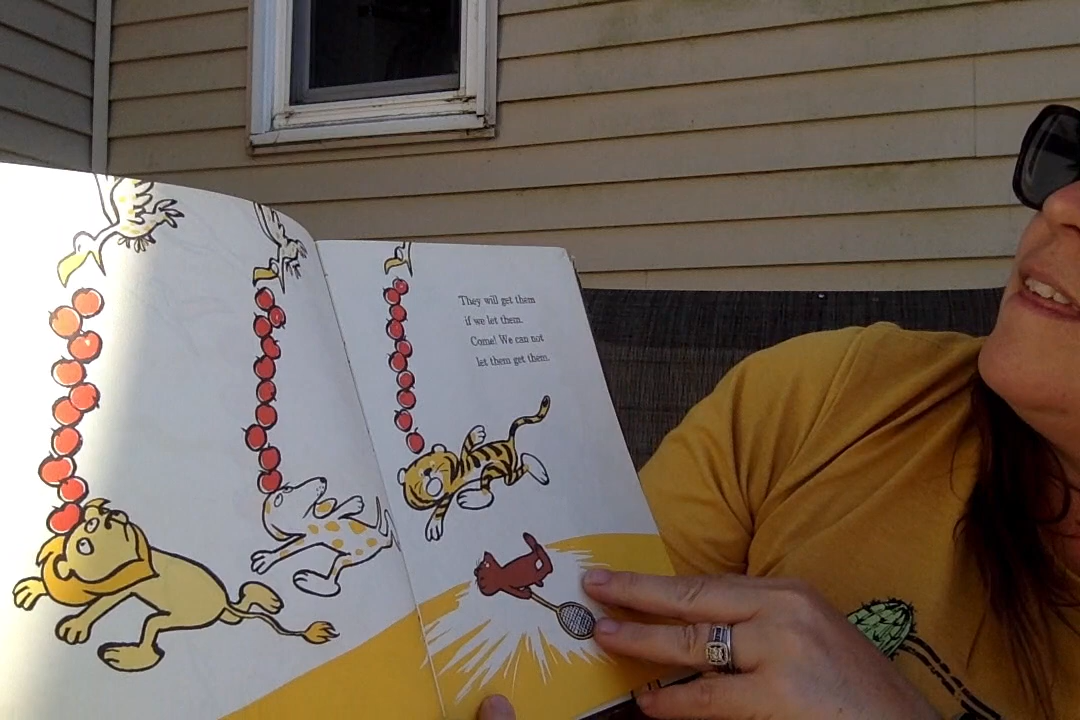 They will get them
if we let them.
Come! We can not
let them get them.